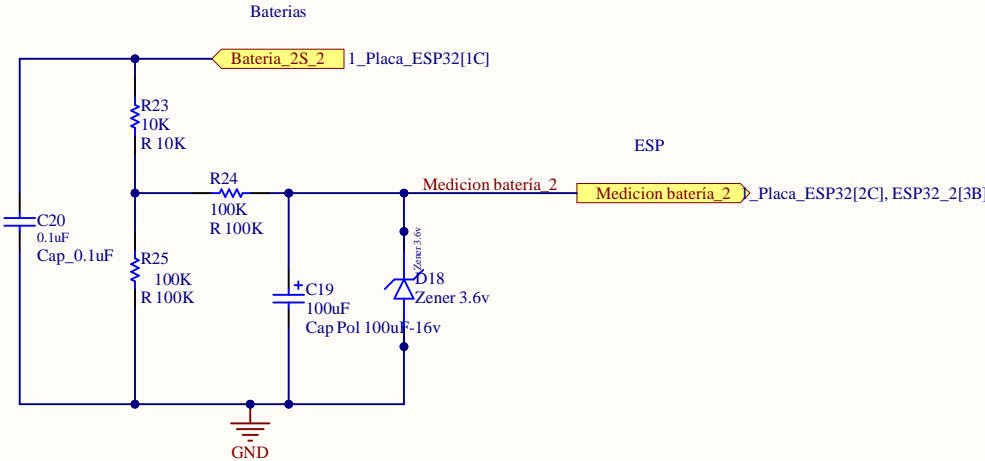 Baterias
Bateria_2S_2 1_Placa_ESP32[1C]
R23
10K
R 10K
ESP
R24
100K
R 100K
Medicion batería_2
Medicion batería_2 1_Placa_ESP32[2C], ESP32_2[3B]
C20
0.1uF
Cap_0.1uF
R25
100K
R 100K
Zener 3.6v
D18
Zener 3.6v
C19
100uF
Cap Pol 100uF-16v
GND